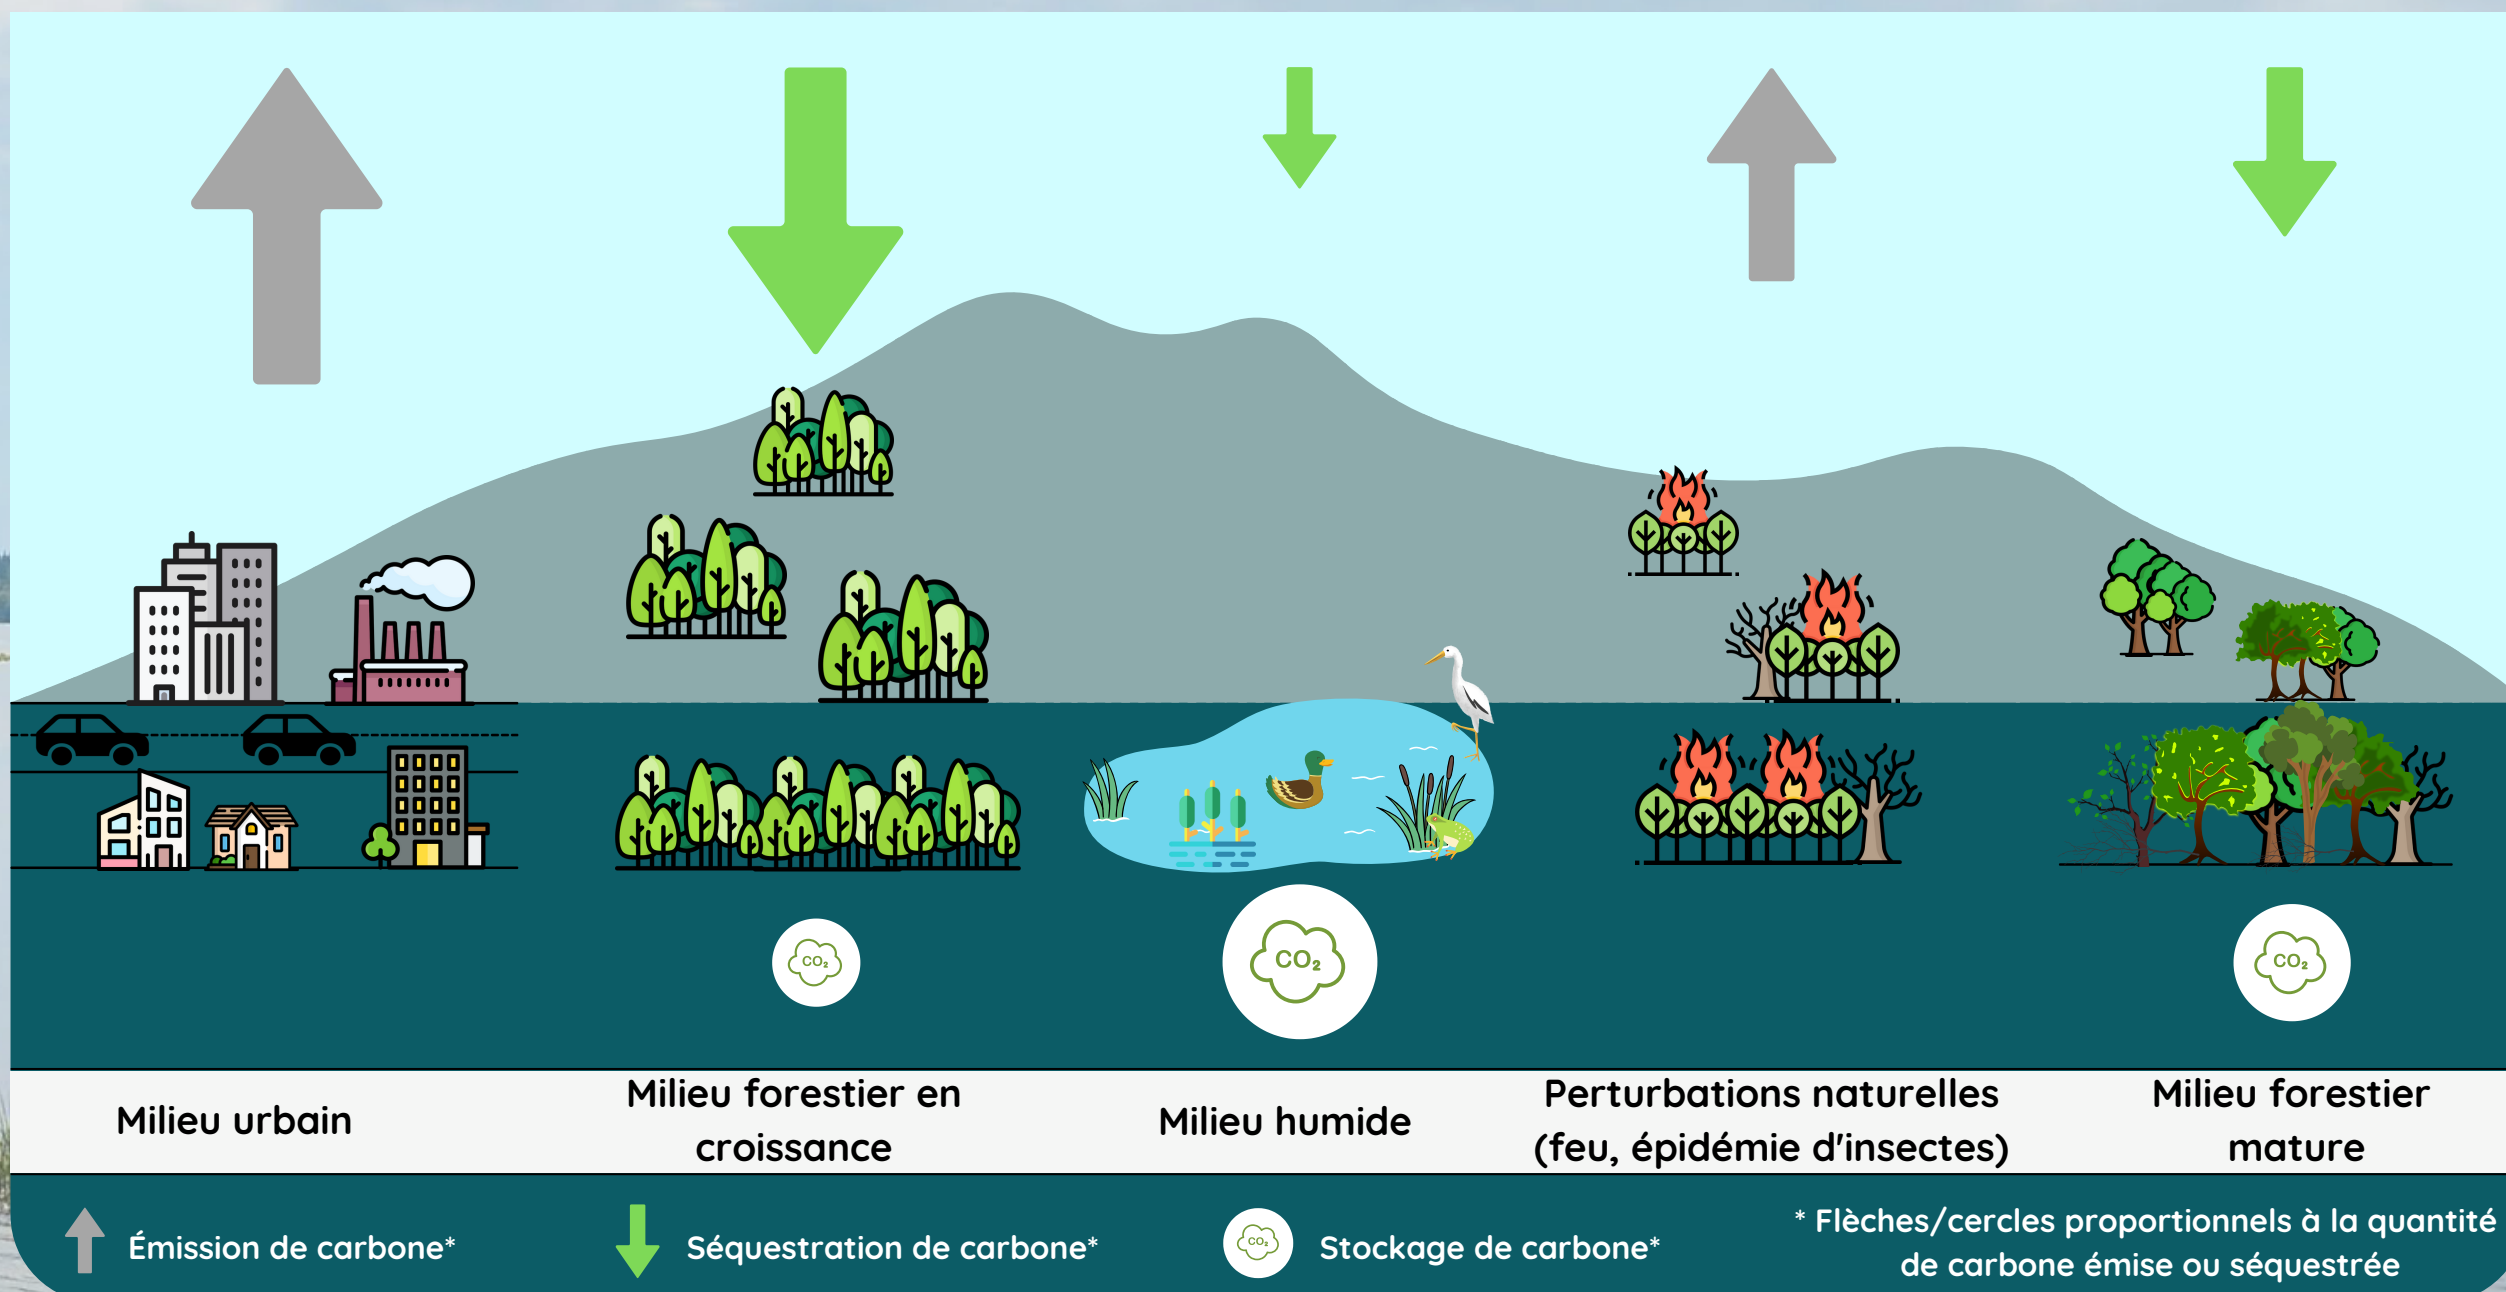 CO₂
CO₂
CO₂
Milieu urbain
Milieu forestier en
croissance
Milieu humide
Perturbations naturelles
(feu, épidémie d'insectes)
Milieu forestier
mature
Émission de carbone*
Séquestration de carbone*
CO₂
Stockage de carbone*
* Flèches/cercles proportionnels à la quantité
de carbone émise ou séquestrée